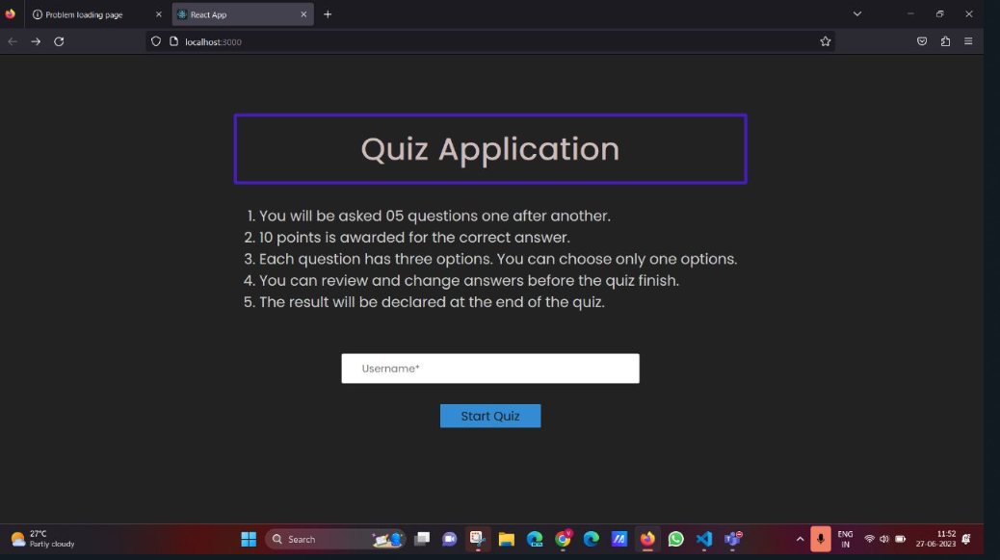 Problem loading page
React App
localhost:3000
Quiz Application
1. You will be asked 05 questions one after another.
2. 10 points is awarded for the correct answer.
3. Each question has three options. You can choose only one options.
4. You can review and change answers before the quiz finish.
5. The result will be declared at the end of the quiz.
Username*
Start Quiz
27°C
Partly cloudy
Search
ENG
IN
11:52
27-06-2023